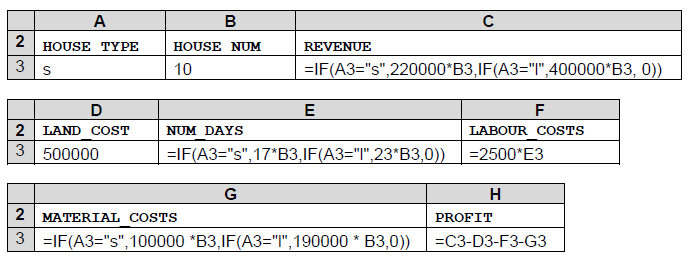 A B C
2 HOUSE TYPE HOUSE NUM REVENUE
3 s 10 =IF(A3="s",220000*B3,IF(A3="l",400000*B3, 0))
D E F
2 LAND_COST NUM_DAYS LABOUR_COSTS
3 500000 =IF(A3="s",17*B3,IF(A3="l",23*B3,0)) =2500*E3
G H
2 MATERIAL_COSTS PROFIT
3 =IF(A3="s",100000 *B3,IF(A3="l",190000 * B3,0)) =C3-D3-F3-G3